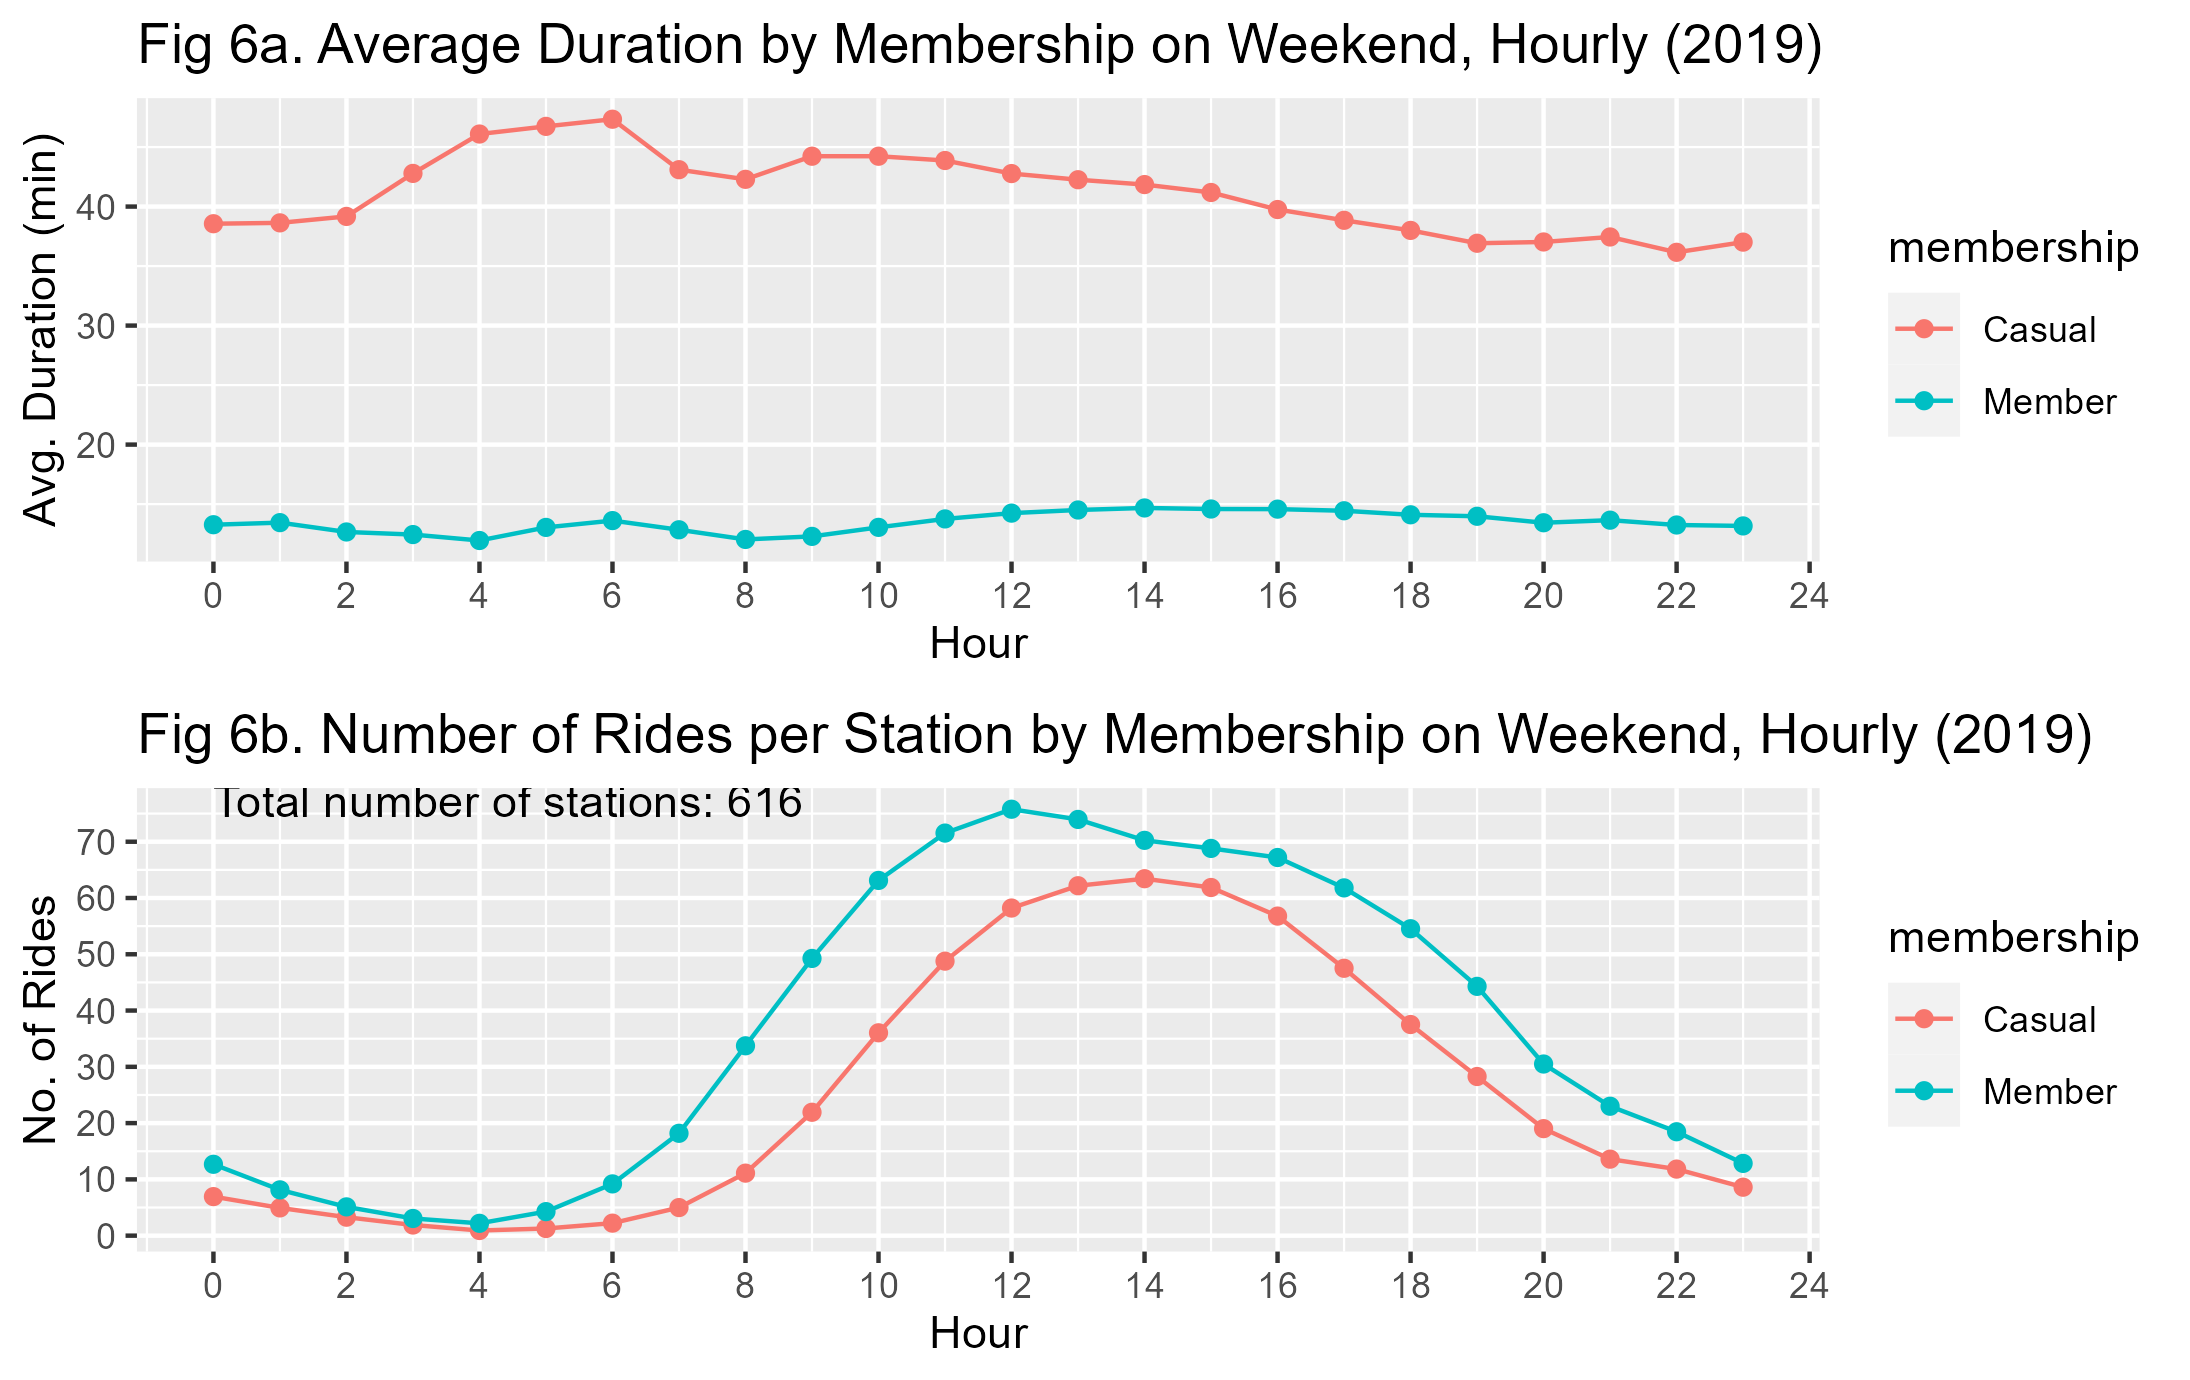 Fig 6a. Average Duration by Membership on Weekend, Hourly (2019)
Avg. Duration (min)
40
30
20
0 2 4 6 8 10 12 14 16 18 20 22 24
Hour
membership
Casual
Member
Fig 6b. Number of Rides per Station by Membership on Weekend, Hourly (2019)
Total number of stations: 616
No. of Rides
70
60
50
40
30
20
10
0
0 2 4 6 8 10 12 14 16 18 20 22 24
Hour
membership
Casual
Member